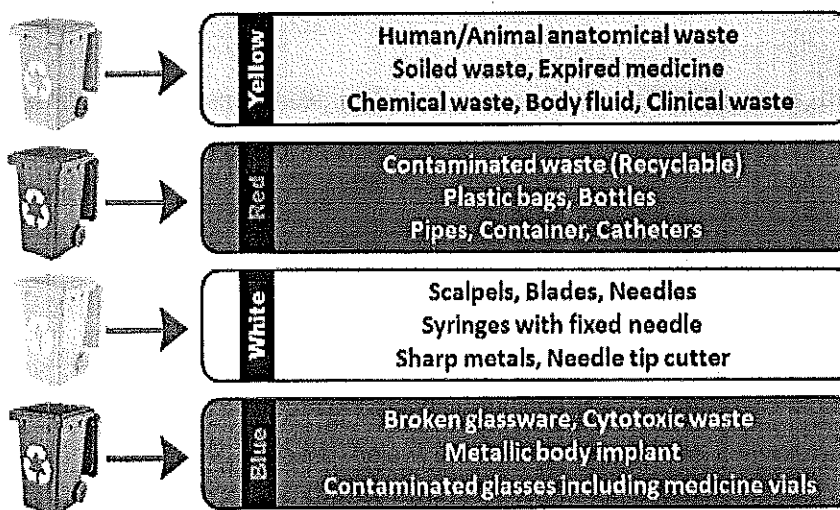 Yellow
Human/Animal anatomical waste
Soiled waste, Expired medicine
Chemical waste, Body fluid, Clinical waste
Red
Contaminated waste (Recyclable)
Plastic bags, Bottles
Pipes, Container, Catheters
White
Scalpels, Blades, Needles
Syringes with fixed needle
Sharp metals, Needle tip cutter
Blue
Broken glassware, Cytotoxic waste
Metallic body implant
Contaminated glasses including medicine vials